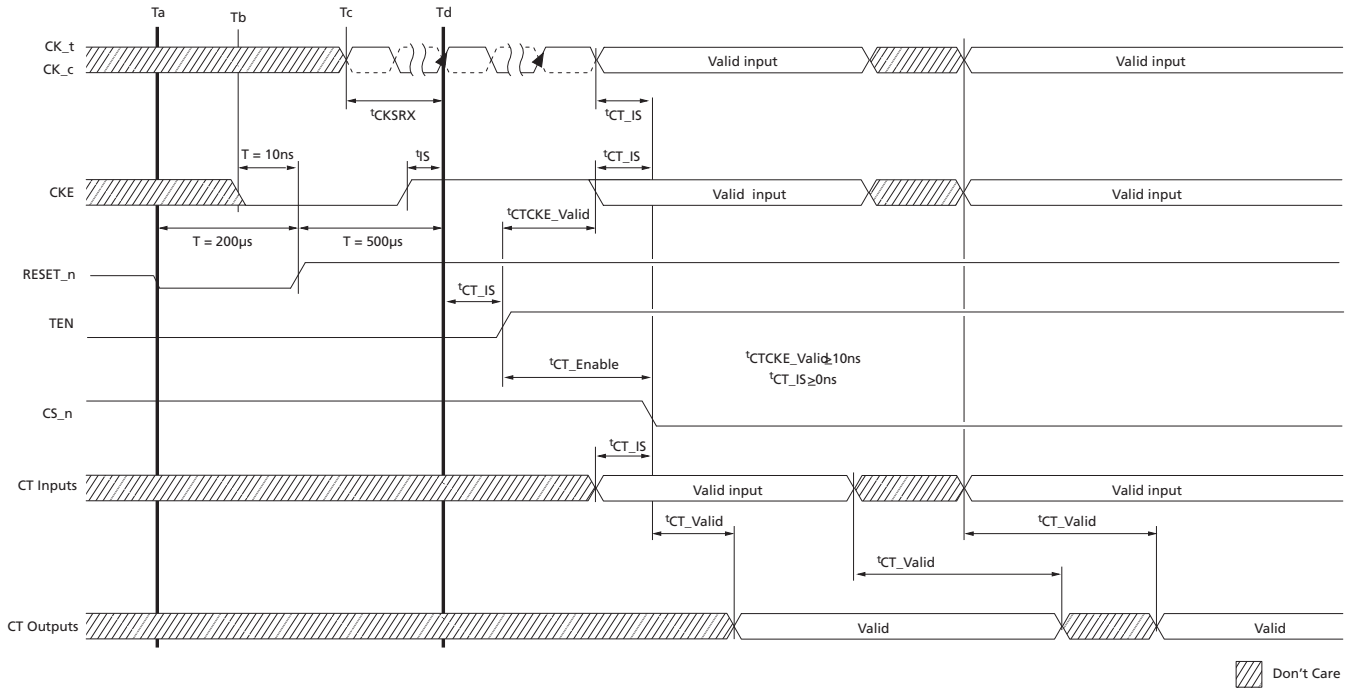 Ta
Tb
Tc
Td
CK_t
CK_c
Valid input
Valid input
tCKSRX
tCT_IS
T = 10ns
tIS
tCT_IS
CKE
Valid input
Valid input
tCTCKE_Valid
T = 200µs
T = 500µs
RESET_n
tCT_IS
TEN
tCT_Enable
tCTCKE_Valid≥10ns
tCT_IS≥0ns
CS_n
tCT_IS
CT Inputs
Valid input
Valid input
tCT_Valid
tCT_Valid
tCT_Valid
CT Outputs
Valid
Valid
Don't Care